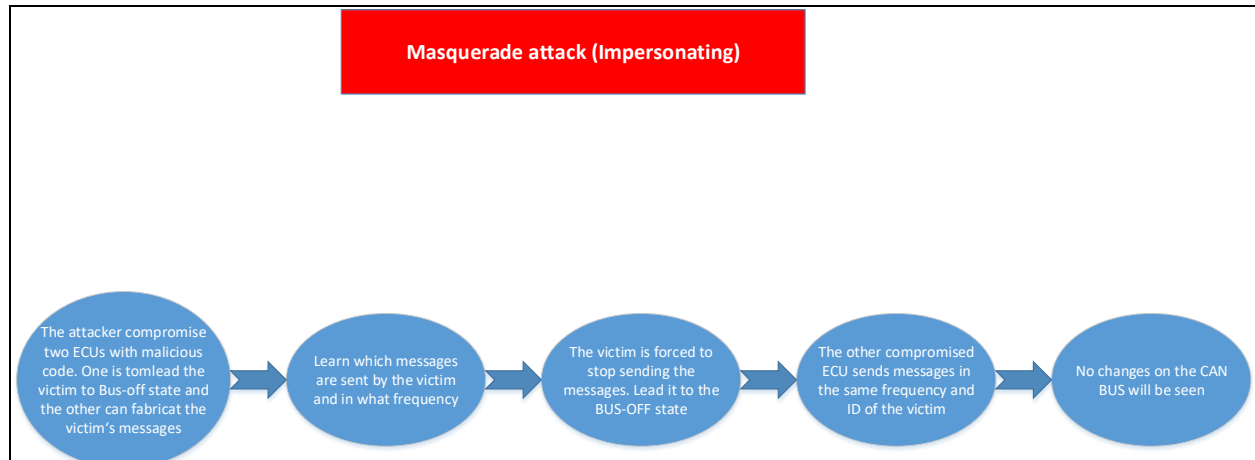 Masquerade attack (Impersonating)
The attacker compromise
two ECUs with malicious
code. One is tomlead the
victim to Bus-off state and
the other can fabricat the
victim's messages
Learn which messages
are sent by the victim
and in what frequency
The victim is forced to
stop sending the
messages. Lead it to the
BUS-OFF state
The other compromised
ECU sends messages in
the same frequency and
ID of the victim
No changes on the CAN
BUS will be seen